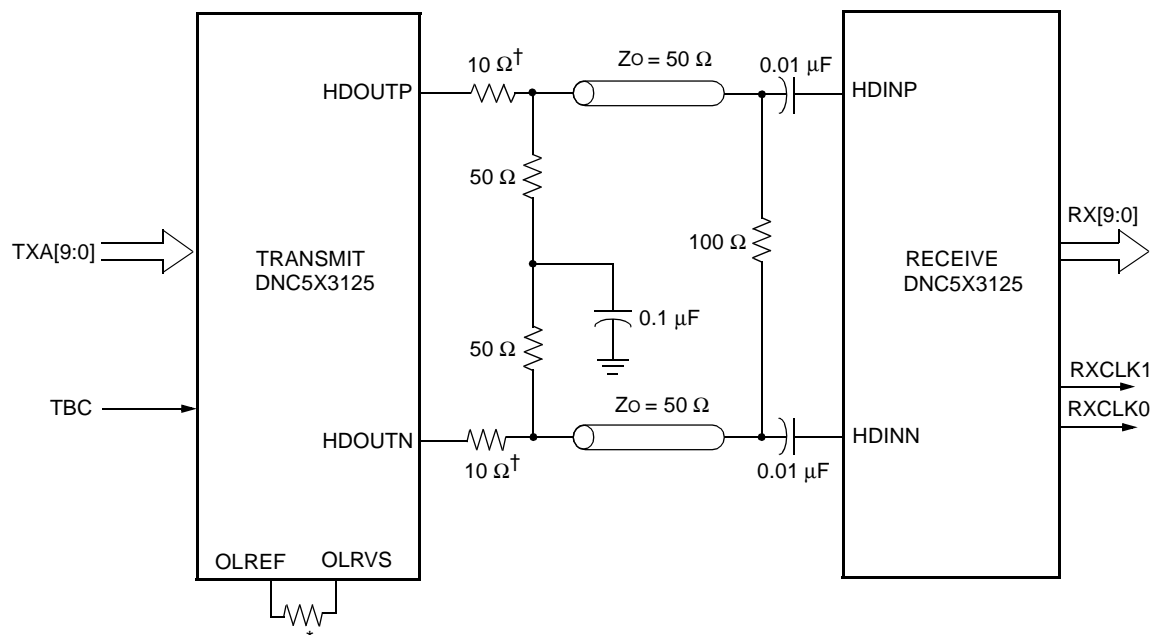 Zo = 50 Ω
10 Ω†
0.01 µF
HDOUTP
HDINP
50 Ω
RX[9:0]
TXA[9:0]
TRANSMIT
DNC5X3125
100 Ω
RECEIVE
DNC5X3125
0.1 µF
50 Ω
RXCLK1
TBC
Zo = 50 Ω
RXCLK0
HDOUTN
HDINN
10 Ω†
0.01 µF
OLREF
OLRVS
*